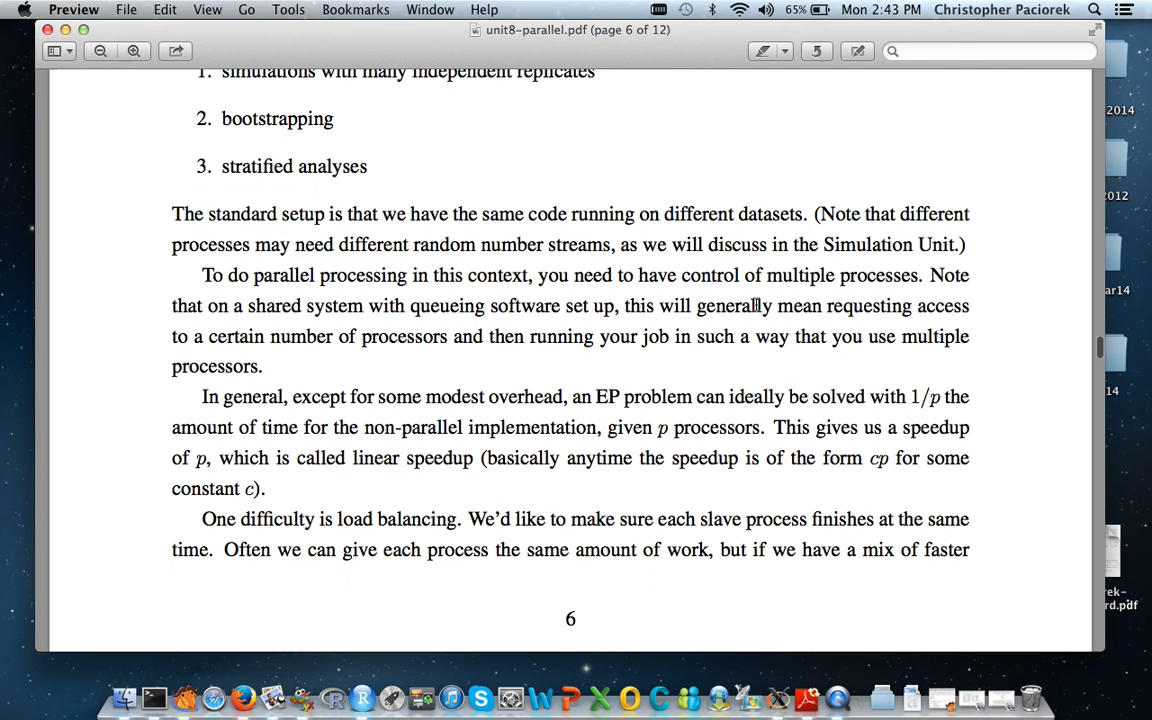 Preview File Edit View Go Tools Bookmarks Window Help 65% Mon 2:43 PM Christopher Paciorek
unit8-parallel.pdf (page 6 of 12)
1. simulations with many independent replicates
2. bootstrapping
3. stratified analyses
The standard setup is that we have the same code running on different datasets. (Note that different
processes may need different random number streams, as we will discuss in the Simulation Unit.)
To do parallel processing in this context, you need to have control of multiple processes. Note
that on a shared system with queueing software set up, this will generally mean requesting access
to a certain number of processors and then running your job in such a way that you use multiple
processors.
In general, except for some modest overhead, an EP problem can ideally be solved with 1/p the
amount of time for the non-parallel implementation, given p processors. This gives us a speedup
of p, which is called linear speedup (basically anytime the speedup is of the form cp for some
constant c).
One difficulty is load balancing. We'd like to make sure each slave process finishes at the same
time. Often we can give each process the same amount of work, but if we have a mix of faster
6
2014
2012
ar14
14
rek-
rd.pdf